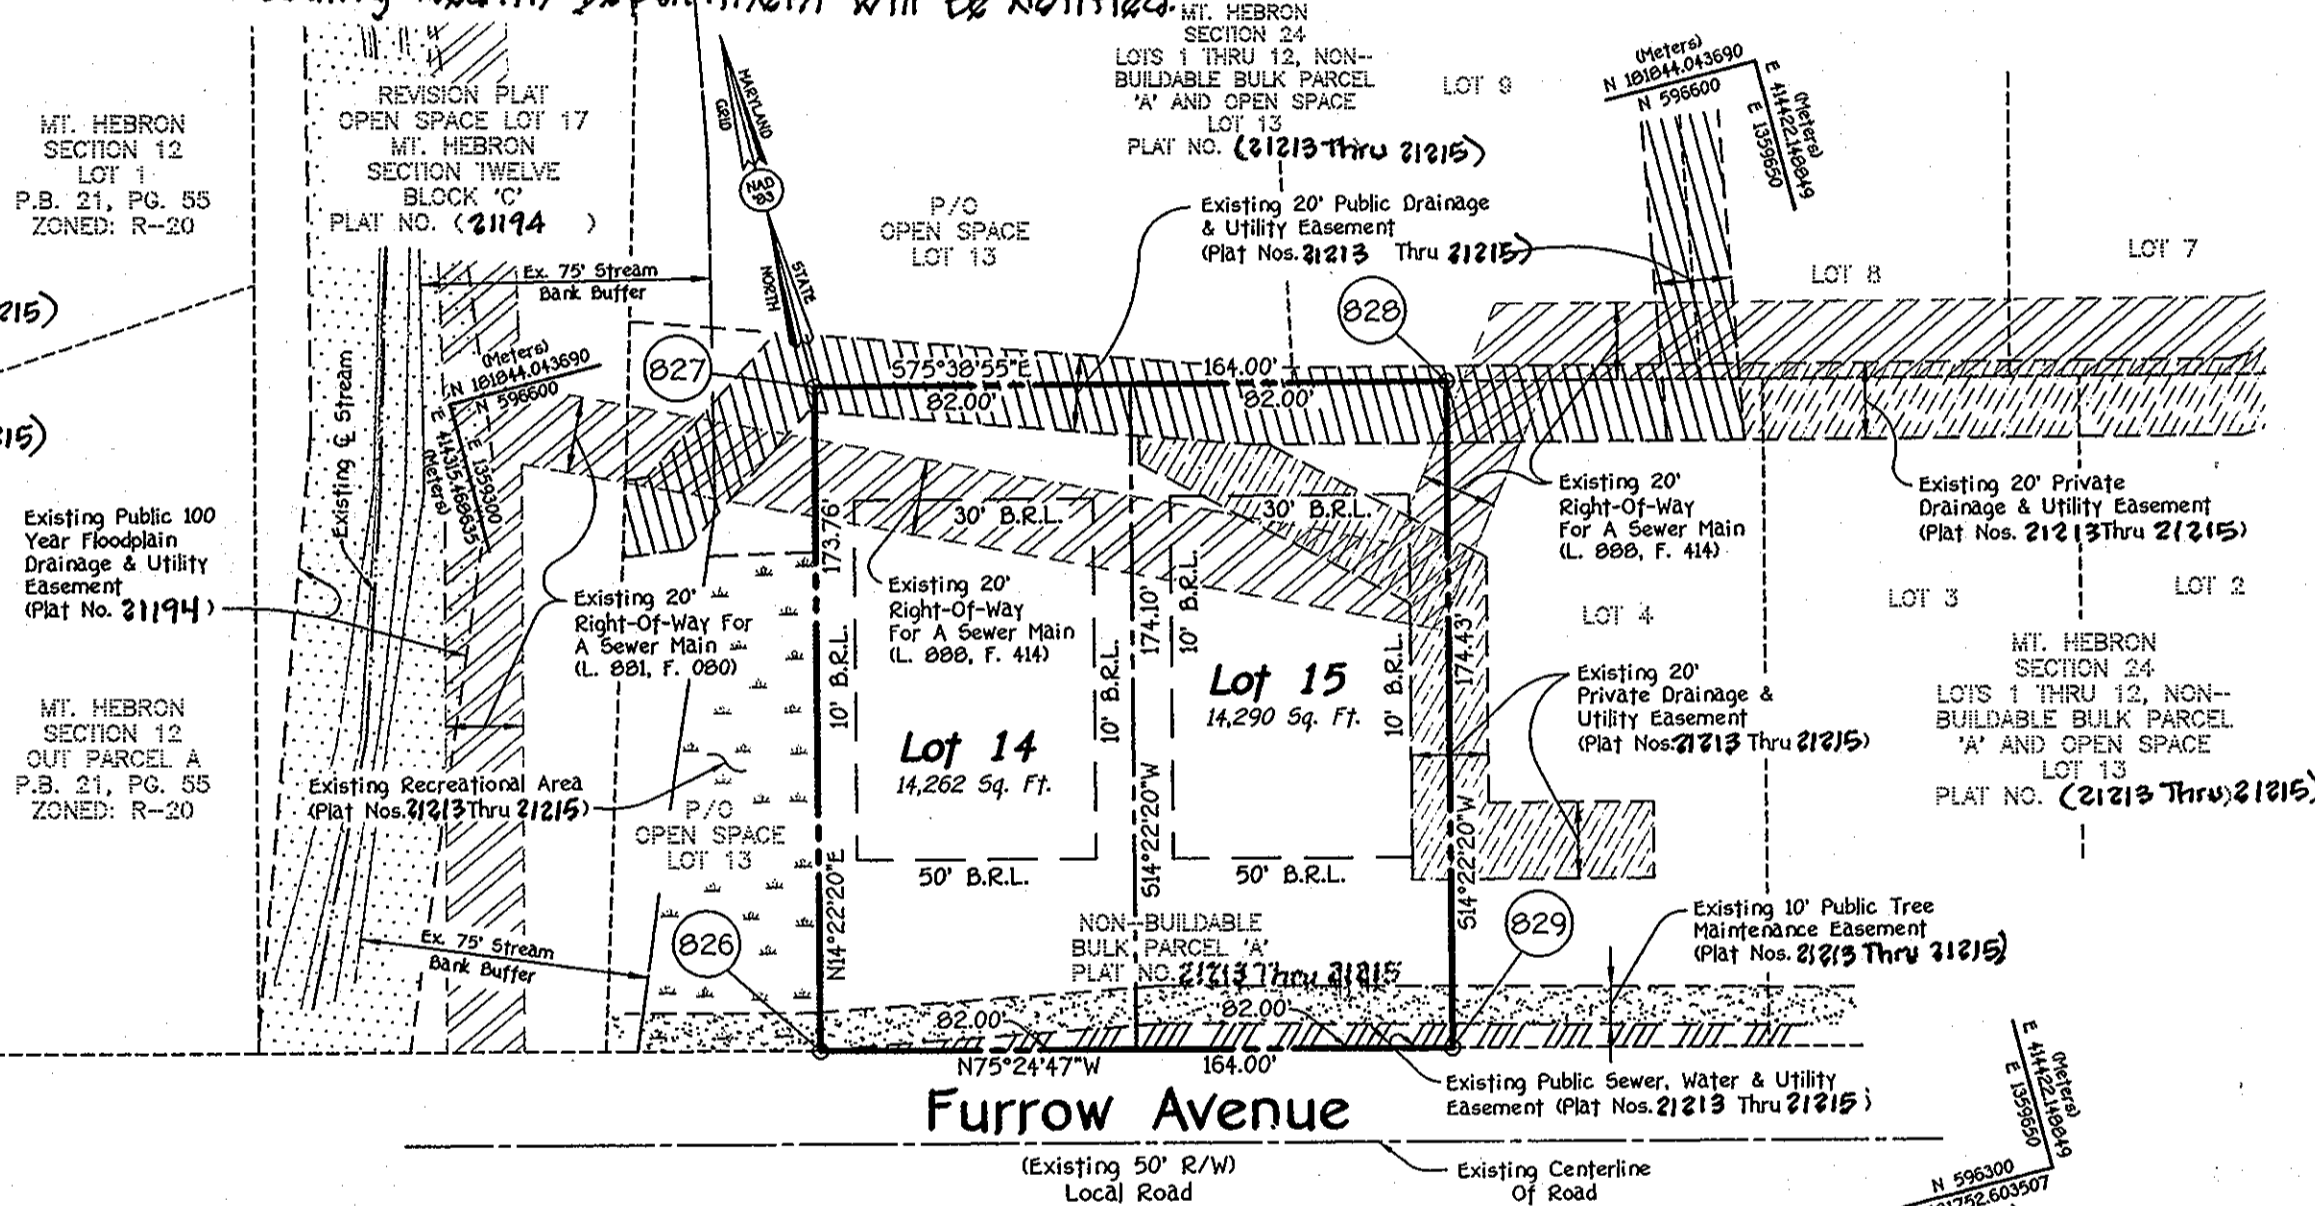 will be Notified.
MT. HEBRON
SECTION 24
LOTS 1 THRU 12, NON--
BUILDABLE BULK PARCEL
'A' AND OPEN SPACE
LOT 13
PLAT NO. (21213 Thru 21215)
LOT 9
(Meters)
N 181844.043690
N 596600
E 414422.148849
(Meters)
E 1359650
MT. HEBRON
SECTION 12
LOT 1
P.B. 21, PG. 55
ZONED: R--20
REVISION PLAT
OPEN SPACE LOT 17
MT. HEBRON
SECTION TWELVE
BLOCK 'C'
PLAT NO. (21194 )
MARYLAND
GRID
NAD
'83
STATE
NORTH
P/O
OPEN SPACE
LOT 13
Existing 20' Public Drainage
& Utility Easement
(Plat Nos. 21213 Thru 21215)
LOT 8
LOT 7
215)
15)
Ex. 75' Stream
Bank Buffer
827
828
S75°38'55"E
164.00'
82.00'
82.00'
(Meters)
N 181844.043690
N 596600
E 414315.468635
(Meters)
E 1359300
Existing ℄ Stream
Existing Public 100
Year Floodplain
Drainage & Utility
Easement
(Plat No. 21194)
Existing 20'
Right-Of-Way For
A Sewer Main
(L. 881, F. 080)
173.76'
30' B.R.L.
30' B.R.L.
Existing 20'
Right-Of-Way
For A Sewer Main
(L. 888, F. 414)
Existing 20'
Right-Of-Way
For A Sewer Main
(L. 888, F. 414)
Existing 20' Private
Drainage & Utility Easement
(Plat Nos. 21213 Thru 21215)
174.10'
10' B.R.L.
174.43'
LOT 4
LOT 3
LOT 2
10' B.R.L.
10' B.R.L.
10' B.R.L.
Lot 15
14,290 Sq. Ft.
Lot 14
14,262 Sq. Ft.
Existing 20'
Private Drainage &
Utility Easement
(Plat Nos. 21213 Thru 21215)
MT. HEBRON
SECTION 24
LOTS 1 THRU 12, NON--
BUILDABLE BULK PARCEL
'A' AND OPEN SPACE
LOT 13
PLAT NO. (21213 Thru) 21215)
MT. HEBRON
SECTION 12
OUT PARCEL A
P.B. 21, PG. 55
ZONED: R--20
Existing Recreational Area
(Plat Nos. 21213 Thru 21215)
P/O
OPEN SPACE
LOT 13
N14°22'20"E
S14°22'20"W
S14°22'20"W
50' B.R.L.
50' B.R.L.
NON--BUILDABLE
BULK PARCEL 'A'
PLAT NO. 21213 Thru 21215
826
829
Ex. 75' Stream
Bank Buffer
Existing 10' Public Tree
Maintenance Easement
(Plat Nos. 21213 Thru 21215)
82.00'
82.00'
N75°24'47"W
164.00'
Existing Public Sewer, Water & Utility
Easement (Plat Nos. 21213 Thru 21215)
Furrow Avenue
(Existing 50' R/W)
Local Road
Existing Centerline
Of Road
E 414422.148849
(Meters)
E 1359650
N 596300